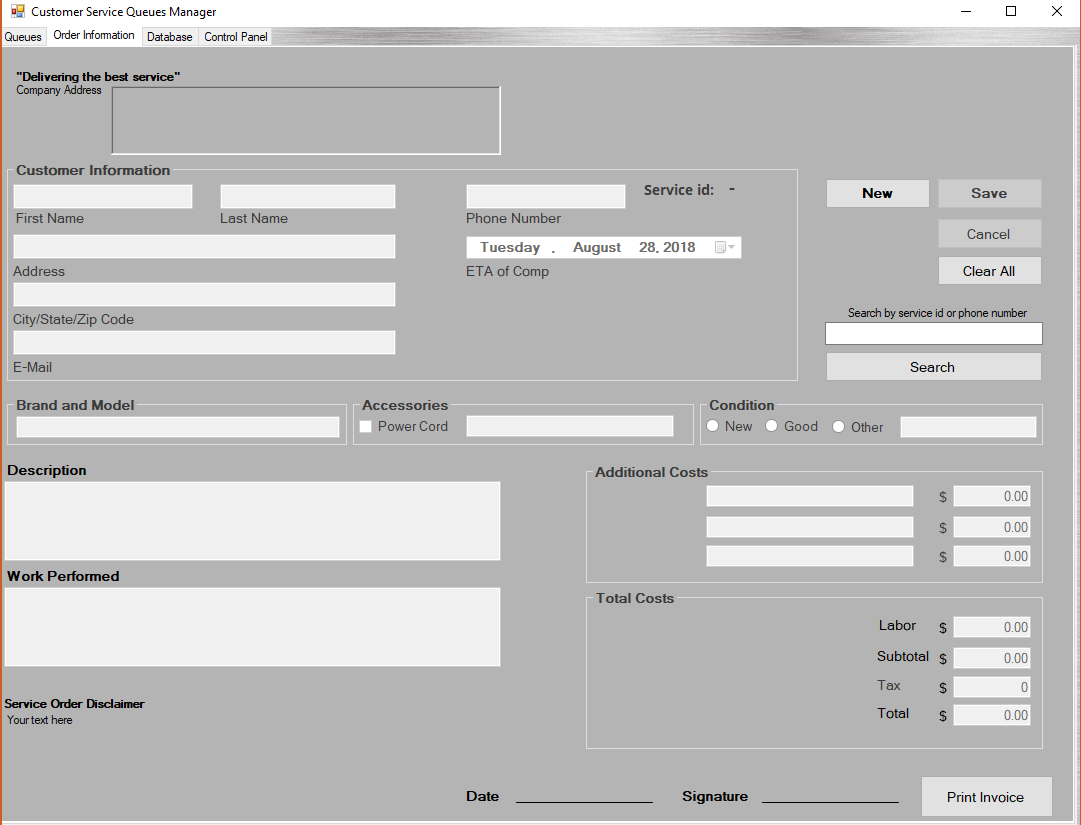 Customer Service Queues Manager
Queues Order Information Database Control Panel
"Delivering the best service"
Company Address
Customer Information
Service id: -
New Save
First Name Last Name Phone Number
Cancel
Tuesday , August 28, 2018
Address ETA of Comp Clear All
Search by service id or phone number
City/State/Zip Code
E-Mail Search
Brand and Model Accessories Condition
Power Cord New Good Other
Description Additional Costs
$ 0.00
$ 0.00
$ 0.00
Work Performed
Total Costs
Labor $ 0.00
Subtotal $ 0.00
Tax $ 0
Total $ 0.00
Service Order Disclaimer
Your text here
Date Signature Print Invoice